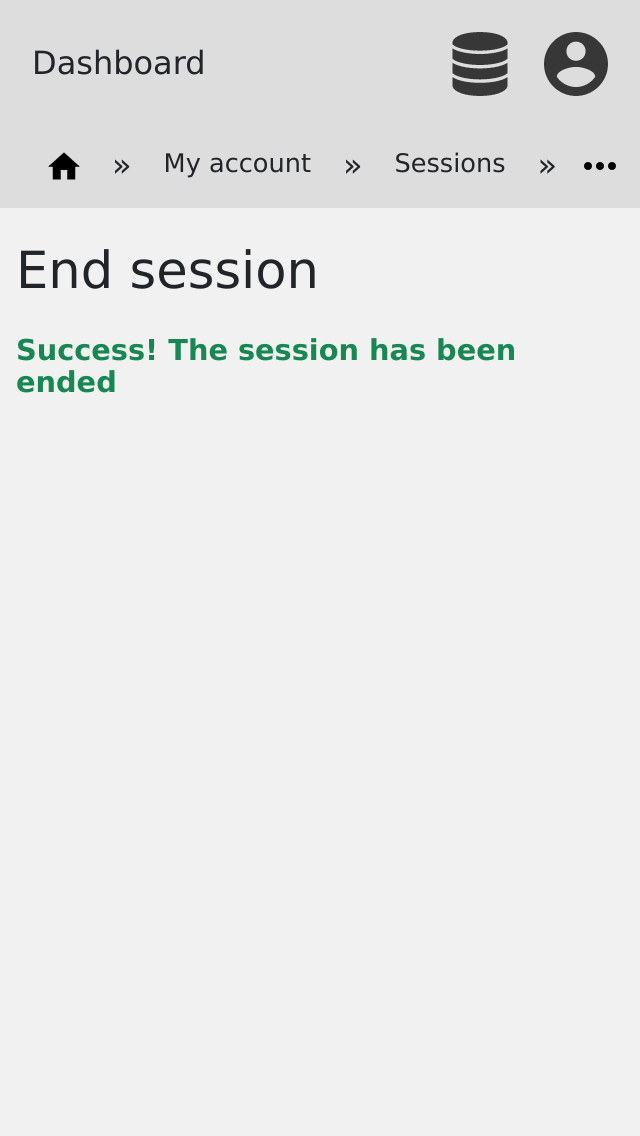 Dashboard
» My account » Sessions »
End session
Success! The session has been
ended